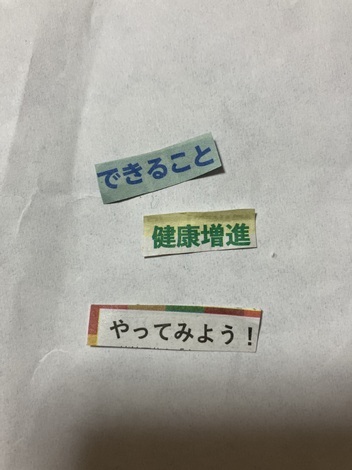 できること
健康増進
やってみよう！